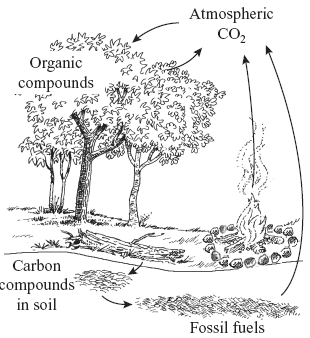 Atmospheric
CO₂
Organic
compounds
Carbon
compounds
in soil
Fossil fuels